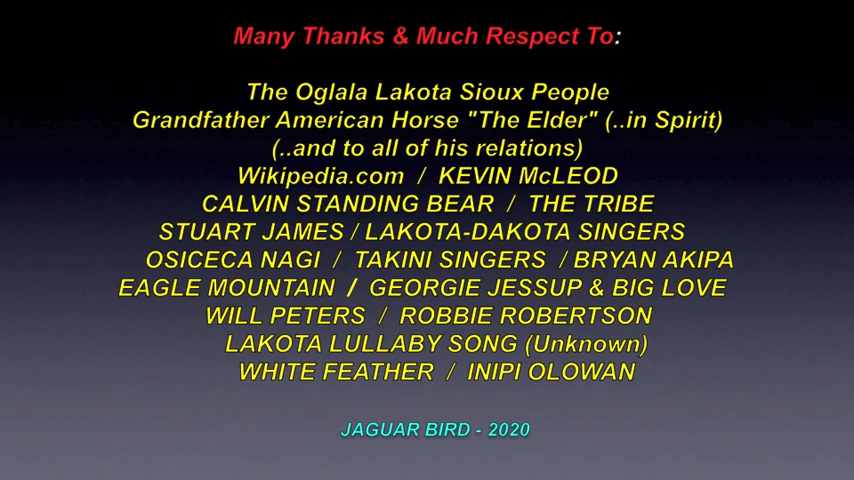 Many Thanks & Much Respect To:
The Oglala Lakota Sioux People
Grandfather American Horse "The Elder" (..in Spirit)
(..and to all of his relations)
Wikipedia.com / KEVIN McLEOD
CALVIN STANDING BEAR / THE TRIBE
STUART JAMES / LAKOTA-DAKOTA SINGERS
OSICECA NAGI / TAKINI SINGERS / BRYAN AKIPA
EAGLE MOUNTAIN / GEORGIE JESSUP & BIG LOVE
WILL PETERS / ROBBIE ROBERTSON
LAKOTA LULLABY SONG (Unknown)
WHITE FEATHER / INIPI OLOWAN
JAGUAR BIRD - 2020